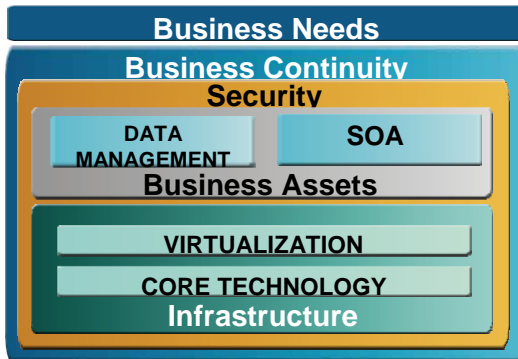 Business Needs
Business Continuity
Security
DATA
MANAGEMENT
SOA
Business Assets
VIRTUALIZATION
CORE TECHNOLOGY
Infrastructure